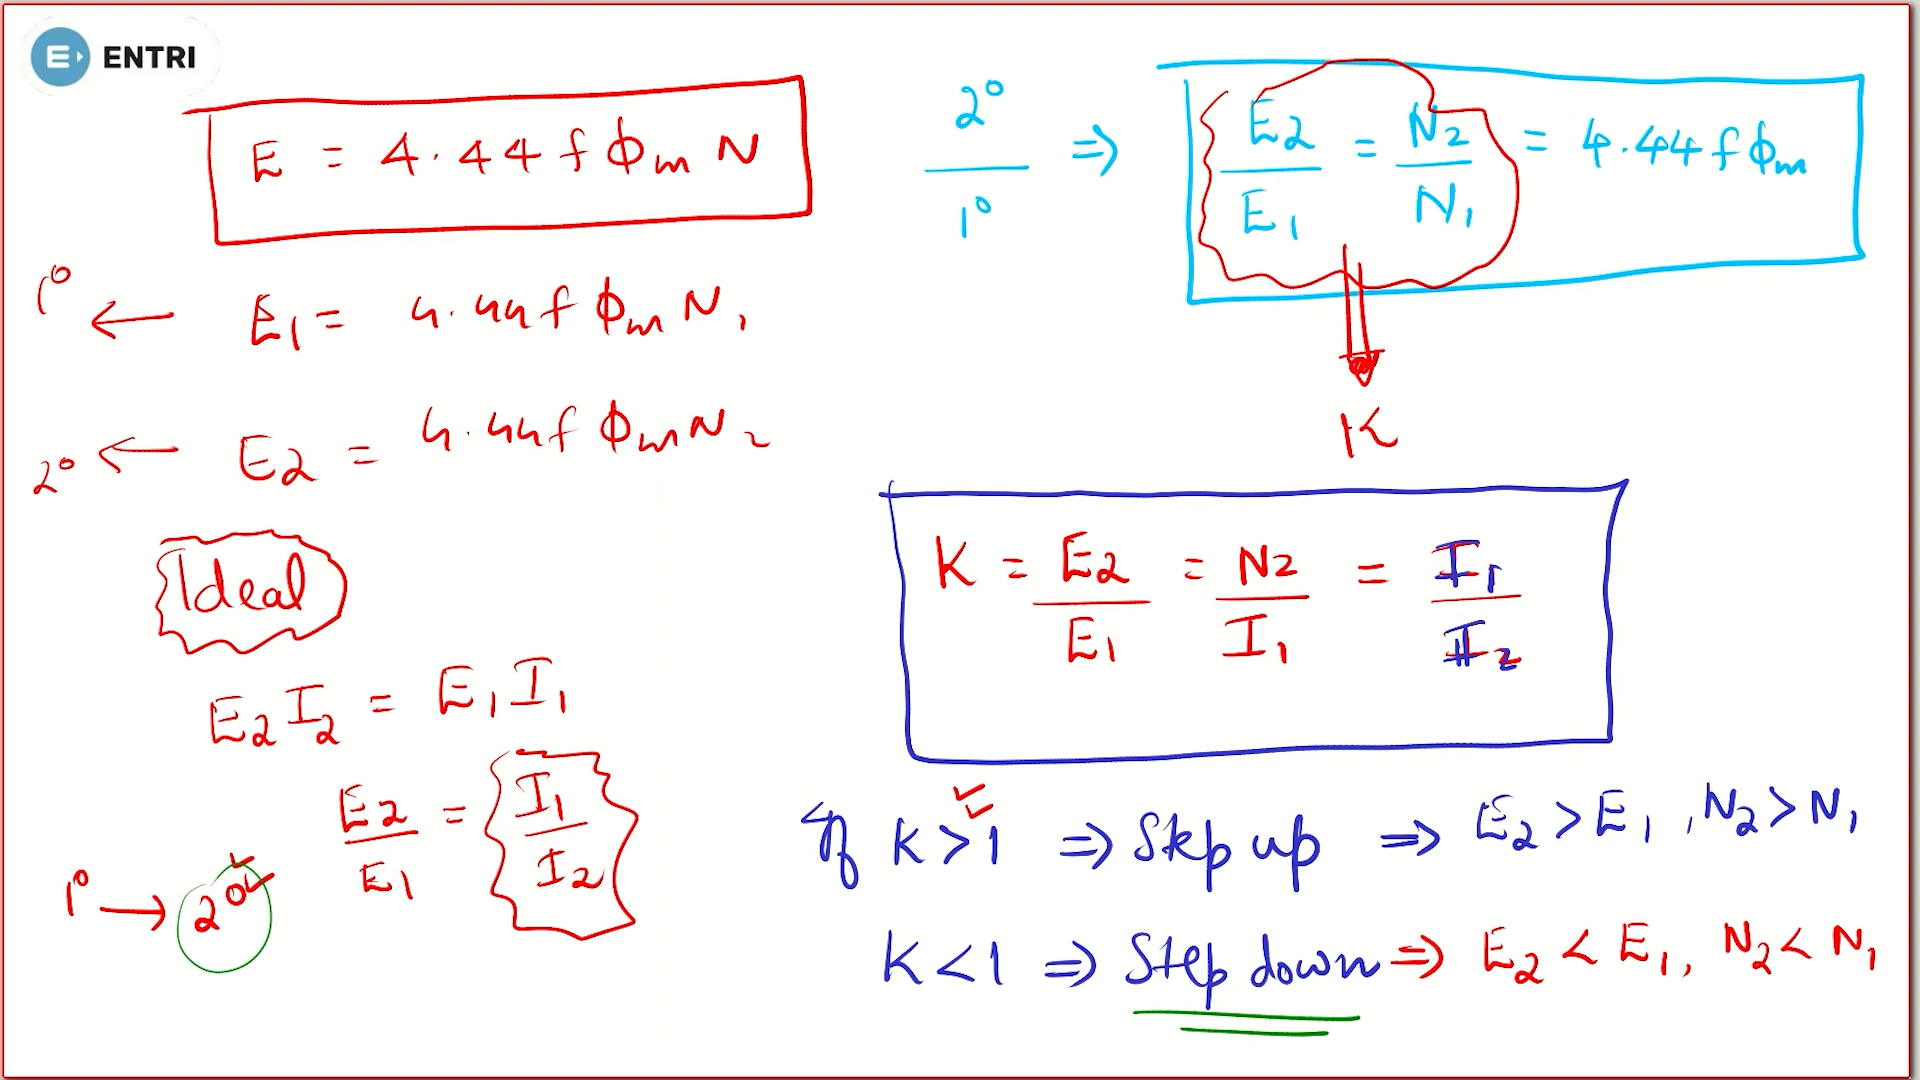 ENTRI
E = 4.44 f ϕm N
1° ← E1 = 4.44f ϕm N1
2° ← E2 = 4.44f ϕm N2
Ideal
E2 I2 = E1 I1
E2/E1 = I1/I2
1° → 2°
2°/1° ⇒ E2/E1 = N2/N1 = 4.44 f ϕm
K
K = E2/E1 = N2/I1 = I1/I2
If K > 1 ⇒ Step up ⇒ E2 > E1, N2 > N1
K < 1 ⇒ Step down ⇒ E2 < E1, N2 < N1